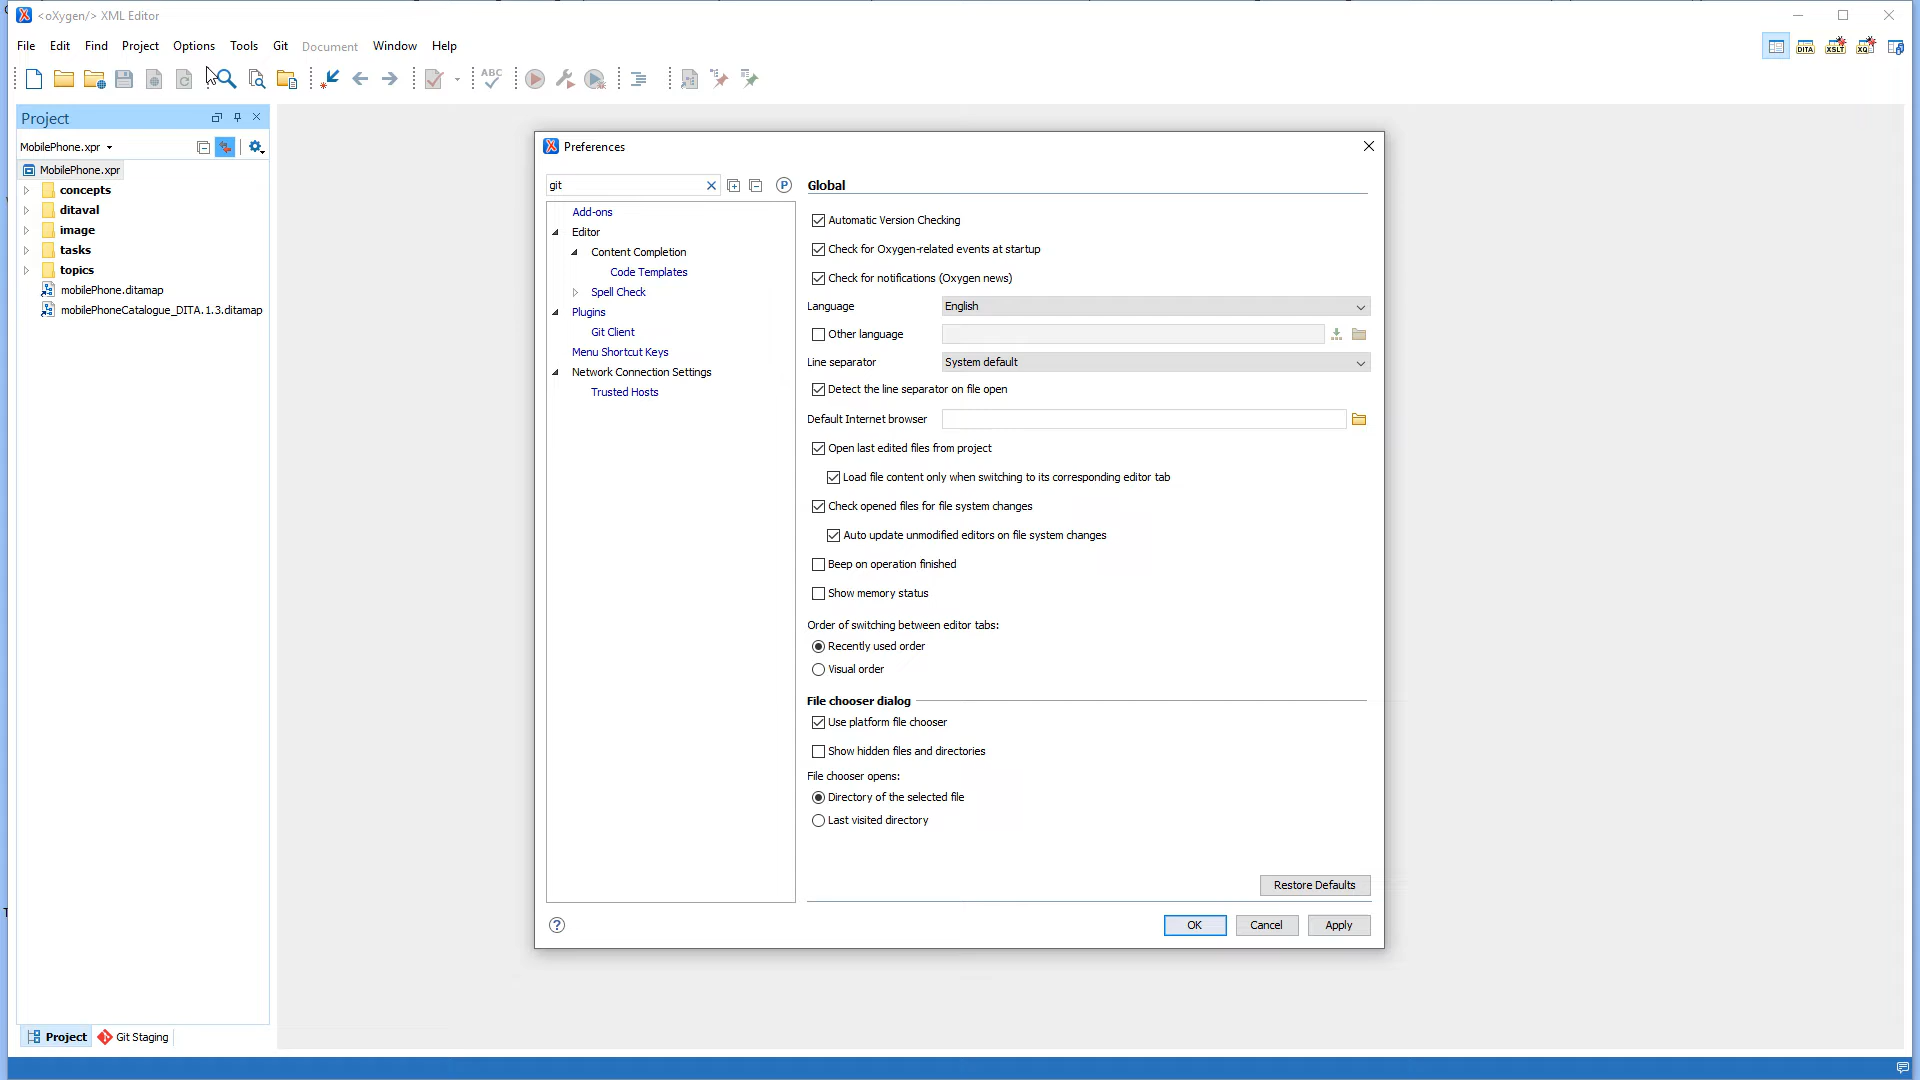 <oXygen/> XML Editor
File Edit Find Project Options Tools Git Document Window Help
DITA XSLT XQ
ABC
Project
MobilePhone.xpr
MobilePhone.xpr
concepts
ditaval
image
tasks
topics
mobilePhone.ditamap
mobilePhoneCatalogue_DITA.1.3.ditamap
Project Git Staging
Preferences
git
P
Add-ons
Editor
Content Completion
Code Templates
Spell Check
Plugins
Git Client
Menu Shortcut Keys
Network Connection Settings
Trusted Hosts
Global
Automatic Version Checking
Check for Oxygen-related events at startup
Check for notifications (Oxygen news)
Language English
Other language
Line separator System default
Detect the line separator on file open
Default Internet browser
Open last edited files from project
Load file content only when switching to its corresponding editor tab
Check opened files for file system changes
Auto update unmodified editors on file system changes
Beep on operation finished
Show memory status
Order of switching between editor tabs:
Recently used order
Visual order
File chooser dialog
Use platform file chooser
Show hidden files and directories
File chooser opens:
Directory of the selected file
Last visited directory
Restore Defaults
? OK Cancel Apply